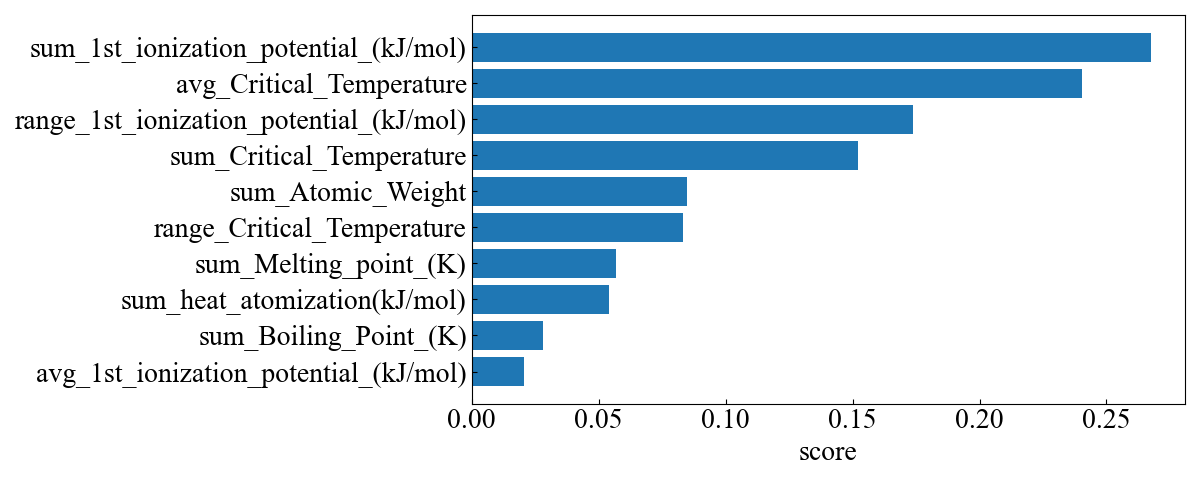 sum_1st_ionization_potential_(kJ/mol)
avg_Critical_Temperature
range_1st_ionization_potential_(kJ/mol)
sum_Critical_Temperature
sum_Atomic_Weight
range_Critical_Temperature
sum_Melting_point_(K)
sum_heat_atomization(kJ/mol)
sum_Boiling_Point_(K)
avg_1st_ionization_potential_(kJ/mol)
0.00 0.05 0.10 0.15 0.20 0.25
score